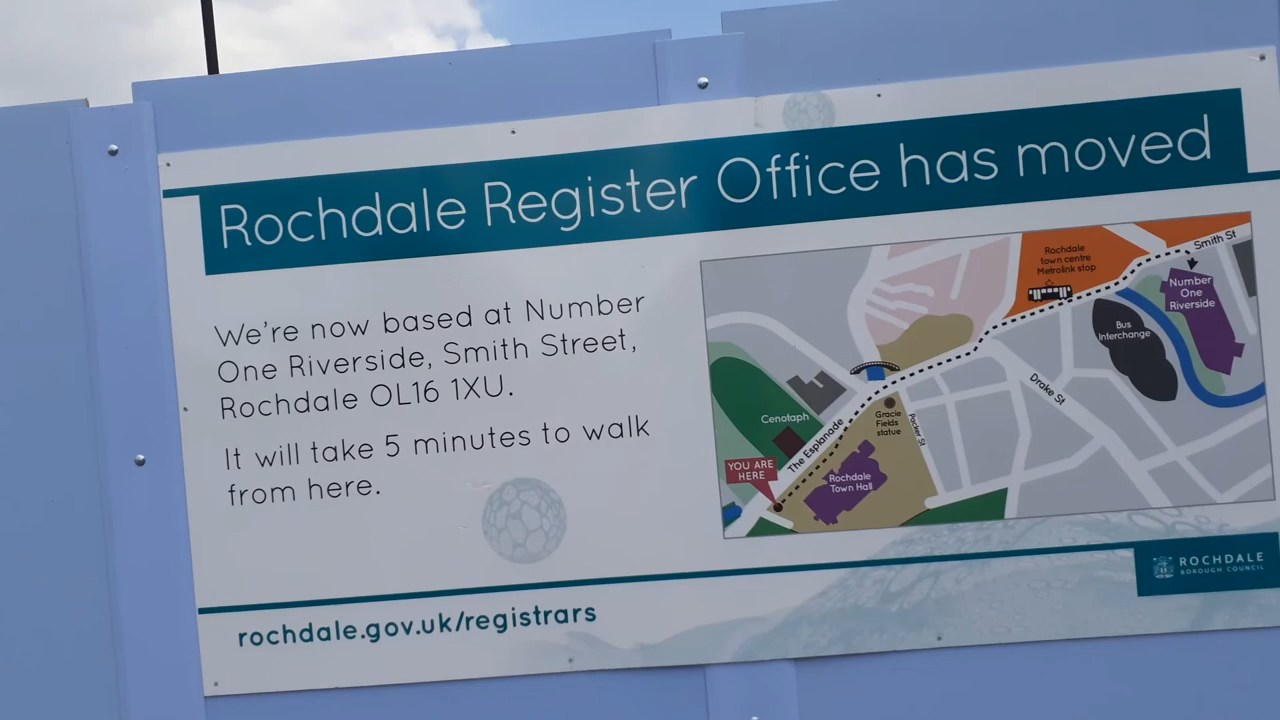 Rochdale Register Office has moved
We're now based at Number
One Riverside, Smith Street,
Rochdale OL16 1XU.
It will take 5 minutes to walk
from here.
Smith St
Rochdale
town centre
Metrolink stop
Number
One
Riverside
Bus
Interchange
Drake St
Gracie
Fields
statue
Packer St
Cenotaph
The Esplanade
YOU ARE
HERE
Rochdale
Town Hall
ROCHDALE
BOROUGH COUNCIL
rochdale.gov.uk/registrars